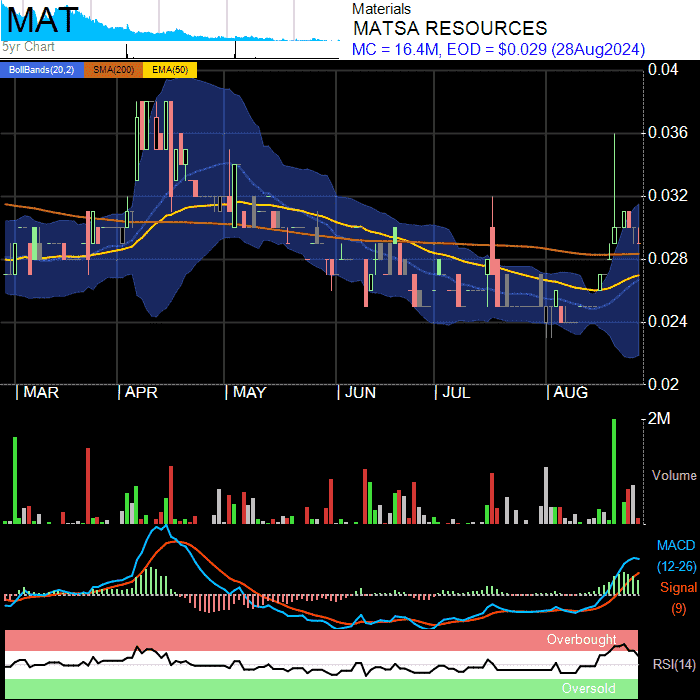 MAT
5yr Chart
Materials
MATSA RESOURCES
MC = 16.4M, EOD = $0.029 (28Aug2024)
BollBands(20,2) SMA(200) EMA(50)
0.04
0.036
0.032
0.028
0.024
0.02
MAR APR MAY JUN JUL AUG
2M
Volume
MACD
(12-26)
Signal
(9)
Overbought
RSI(14)
Oversold